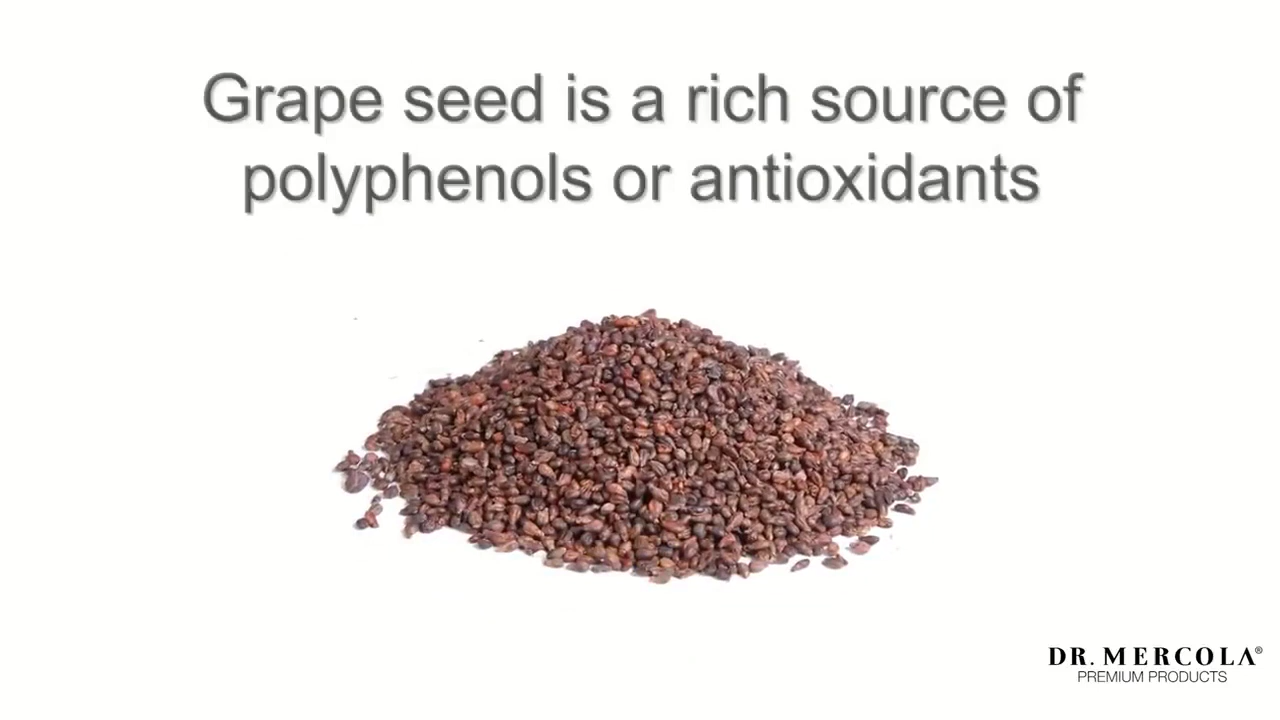 Grape seed is a rich source of
polyphenols or antioxidants
DR. MERCOLA®
PREMIUM PRODUCTS